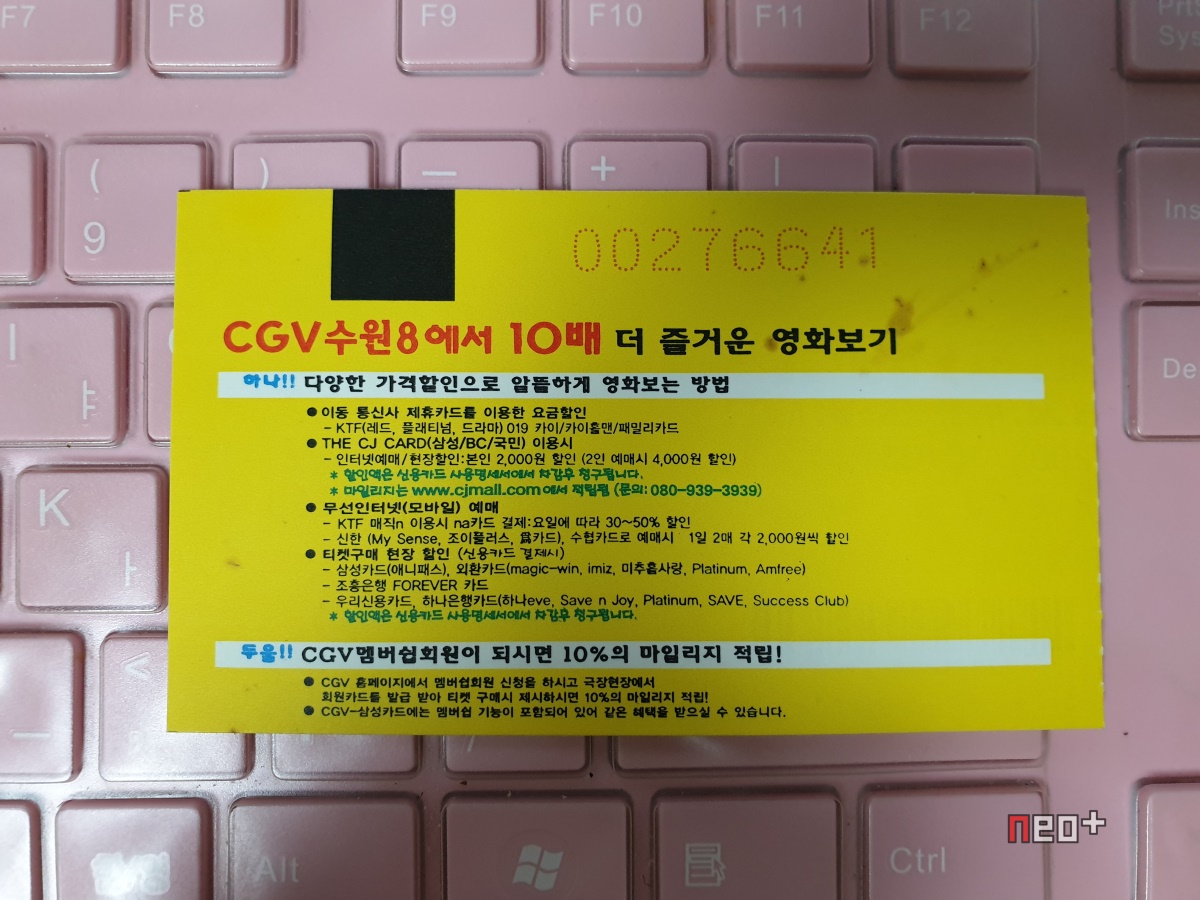 F7
F8
F9
F10
F11
F12
PrtS
Sys
(
)
+
9
Ins
00276641
CGV수원8에서 10배 더 즐거운 영화보기
하나!! 다양한 가격할인으로 알뜰하게 영화보는 방법
● 이동 통신사 제휴카드를 이용한 요금할인
- KTF(레드, 플래티넘, 드라마) 019 카이/카이홀맨/패밀리카드
● THE CJ CARD(삼성/BC/국민) 이용시
- 인터넷예매/현장할인:본인 2,000원 할인 (2인 예매시 4,000원 할인)
* 할인액은 신용카드 사용명세서에서 차감후 청구됩니다.
* 마일리지는 www.cjmall.com에서 적립됨 (문의: 080-939-3939)
● 무선인터넷(모바일) 예매
- KTF 매직n 이용시 na카드 결제:요일에 따라 30~50% 할인
- 신한 (My Sense, 조이플러스, 카드), 수협카드로 예매시 1일 2매 각 2,000원씩 할인
● 티켓구매 현장 할인 (신용카드 결제시)
- 삼성카드(애니패스), 외환카드(magic-win, imiz, 미추홀사랑, Platinum, Amfree)
- 조흥은행 FOREVER 카드
- 우리신용카드, 하나은행카드(하나eve, Save n Joy, Platinum, SAVE, Success Club)
* 할인액은 신용카드 사용명세서에서 차감후 청구됩니다.
두울!! CGV멤버쉽회원이 되시면 10%의 마일리지 적립!
● CGV 홈페이지에서 멤버쉽회원 신청을 하시고 극장현장에서
회원카드를 발급 받아 티켓 구매시 제시하시면 10%의 마일리지 적립!
● CGV-삼성카드에는 멤버쉽 기능이 포함되어 있어 같은 혜택을 받으실 수 있습니다.
De
K
ㅏ
<
Alt
Ctrl
neo+